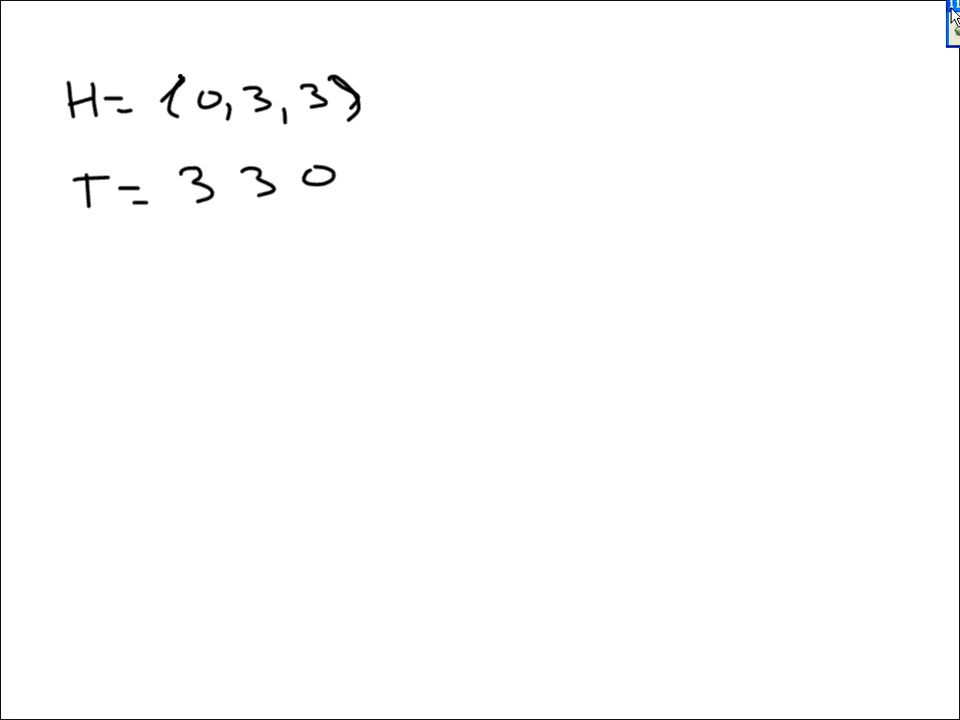 H= (0,3,3)
T= 3 3 0